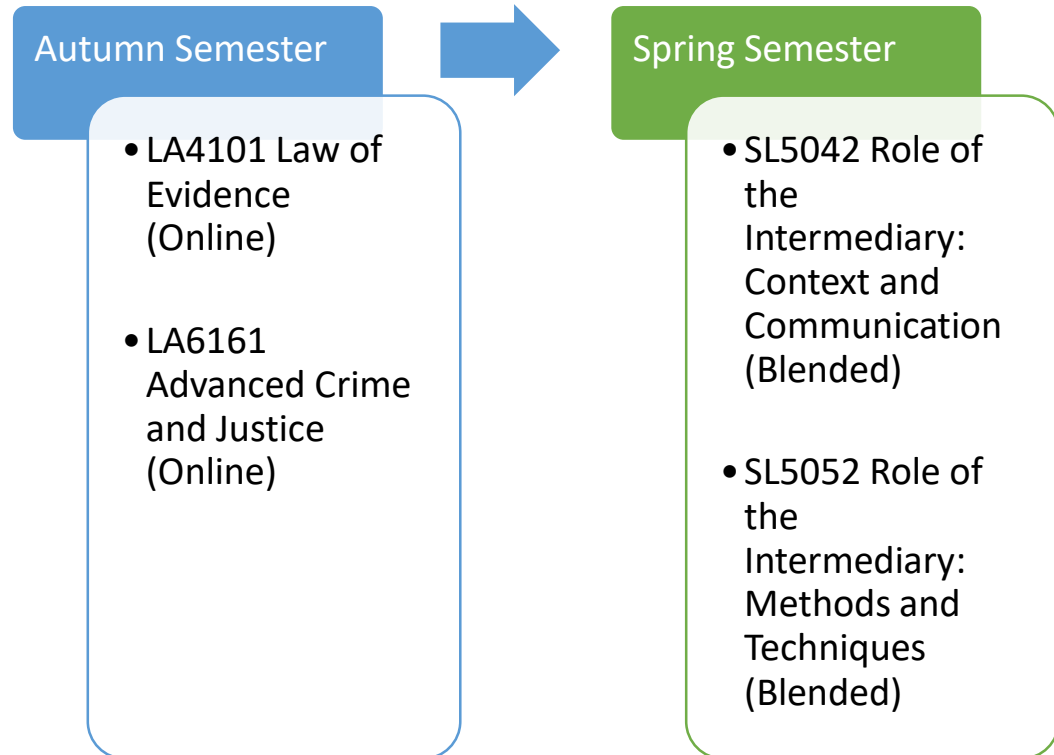 Autumn Semester
•LA4101 Law of
Evidence
(Online)
•LA6161
Advanced Crime
and Justice
(Online)
Spring Semester
•SL5042 Role of
the
Intermediary:
Context and
Communication
(Blended)
•SL5052 Role of
the
Intermediary:
Methods and
Techniques
(Blended)